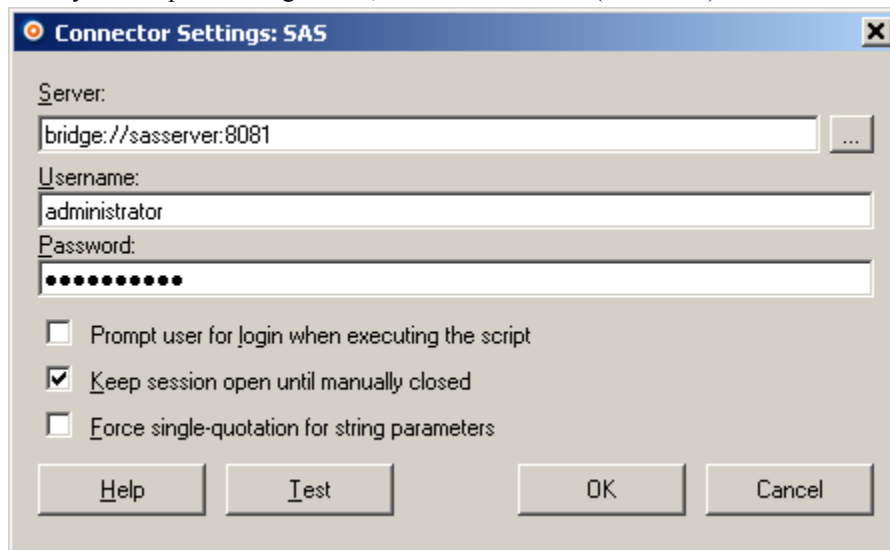 Connector Settings: SAS
Server:
bridge://sasserver:8081
...
Username:
administrator
Password:
●●●●●●●●●●
Prompt user for login when executing the script
Keep session open until manually closed
Force single-quotation for string parameters
Help Test OK Cancel